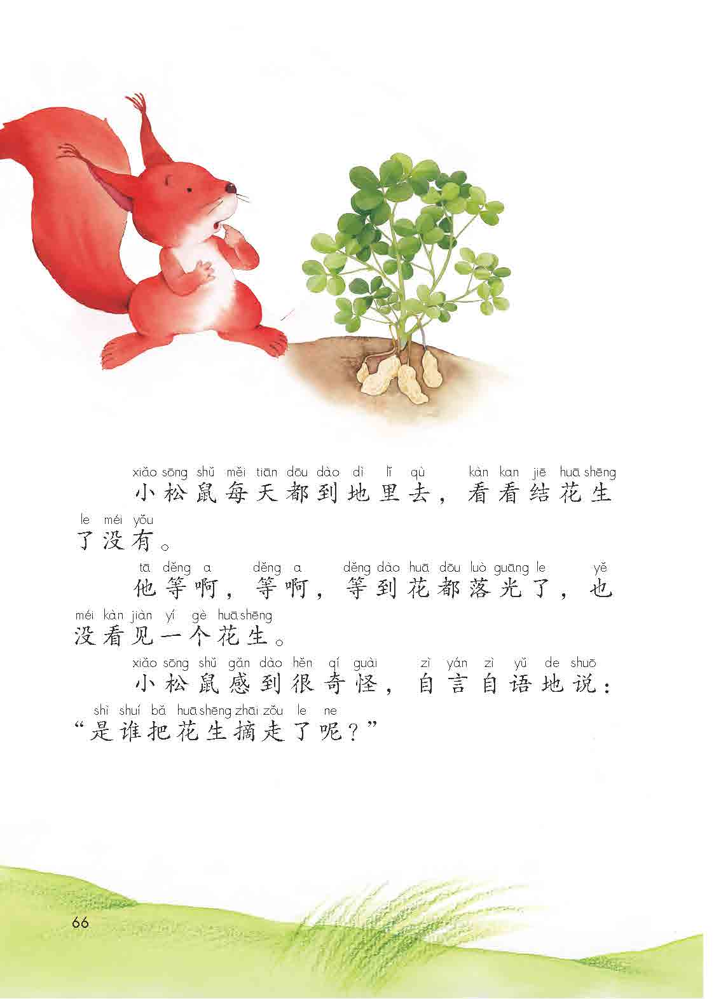 xiǎo sōng shǔ měi tiān dōu dào dì lǐ qù kàn kan jiē huā shēng
小松鼠每天都到地里去，看看结花生
le méi yǒu
了没有。
tā děng a děng a děng dào huā dōu luò guāng le yě
他等啊，等啊，等到花都落光了，也
méi kàn jiàn yí gè huā shēng
没看见一个花生。
xiǎo sōng shǔ gǎn dào hěn qí guài zì yán zì yǔ de shuō
小松鼠感到很奇怪，自言自语地说：
shì shuí bǎ huā shēng zhāi zǒu le ne
“是谁把花生摘走了呢？”
66